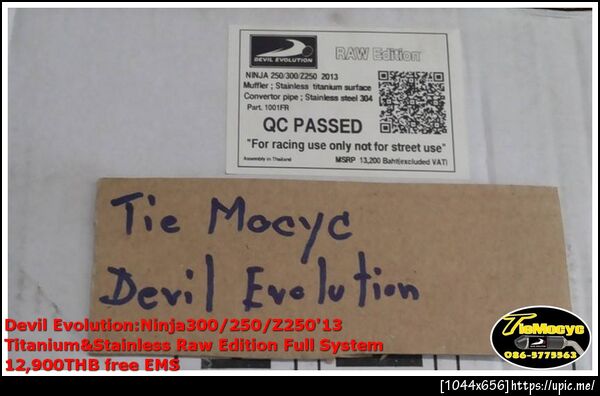 DEVIL EVOLUTION
RAW Edition
NINJA 250/300/Z250 2013
Muffler ; Stainless titanium surface
Convertor pipe ; Stainless steel 304
Part. 1001FR
QC PASSED
"For racing use only not for street use"
Assembly in Thailand
MSRP 13,200 Baht(excluded VAT)
Tie Mocyc
Devil Evolution
Devil Evolution:Ninja300/250/Z250'13
Titanium&Stainless Raw Edition Full System
12,900THB free EMS
TieMocyc
086-5775563
[1044x656]https://upic.me/